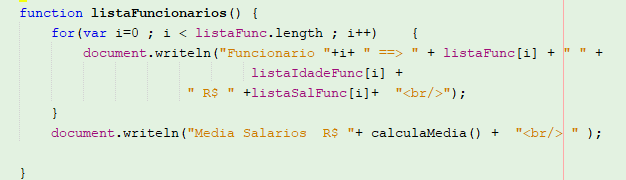 function listaFuncionarios() {
for(var i=0 ; i < listaFunc.length ; i++) {
document.writeln("Funcionario "+i+ " ==> " + listaFunc[i] + " " +
listaIdadeFunc[i] +
" R$ " +listaSalFunc[i]+ "<br/>");
}
document.writeln("Media Salarios  R$ "+ calculaMedia() + "<br/> " );
}